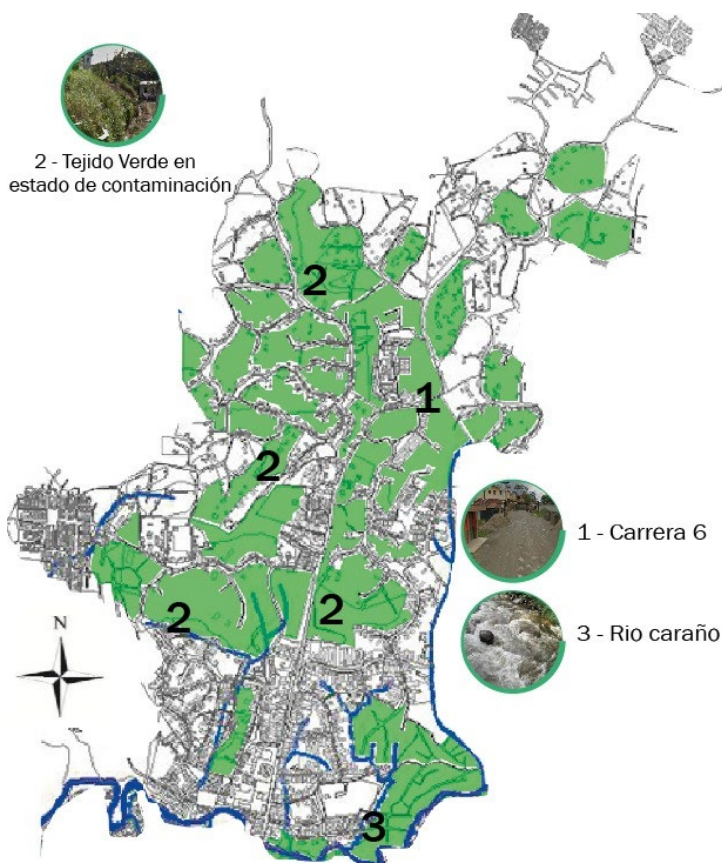 2 - Tejido Verde en
estado de contaminación
2
1
2
1 - Carrera 6
2
2
3 - Rio caraño
N
3